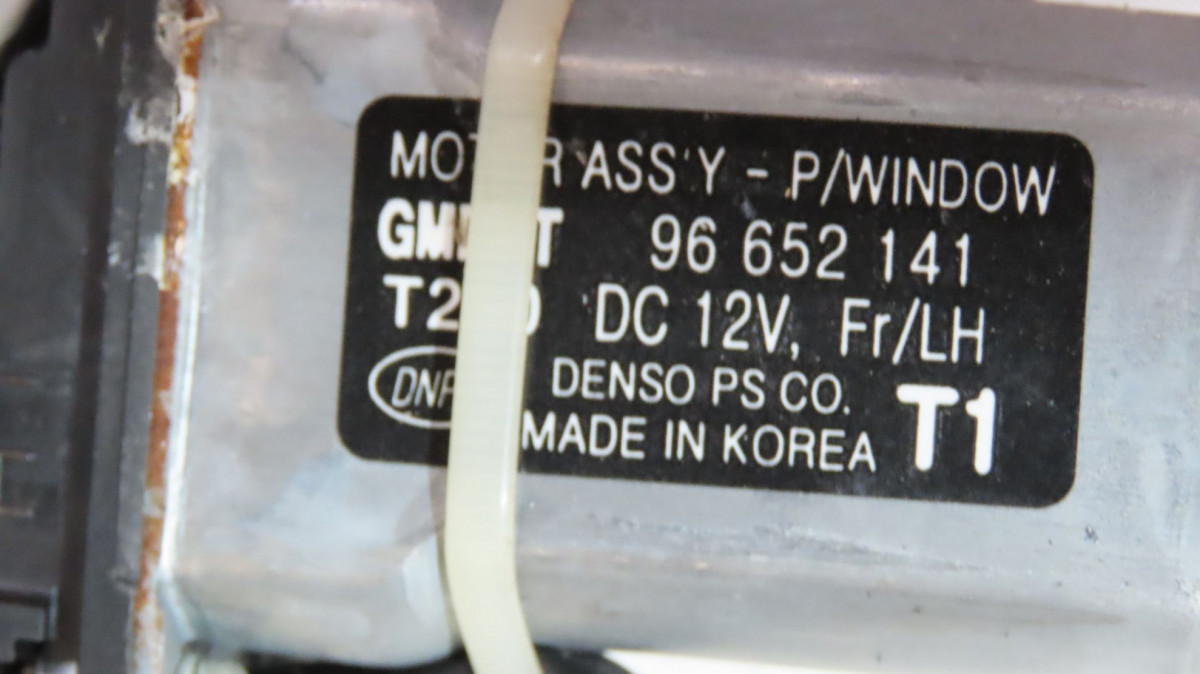 ASS'Y - P/WINDOW
96 652 141
DC 12V, Fr/LH
DENSO PS CO.
MADE IN KOREA T1